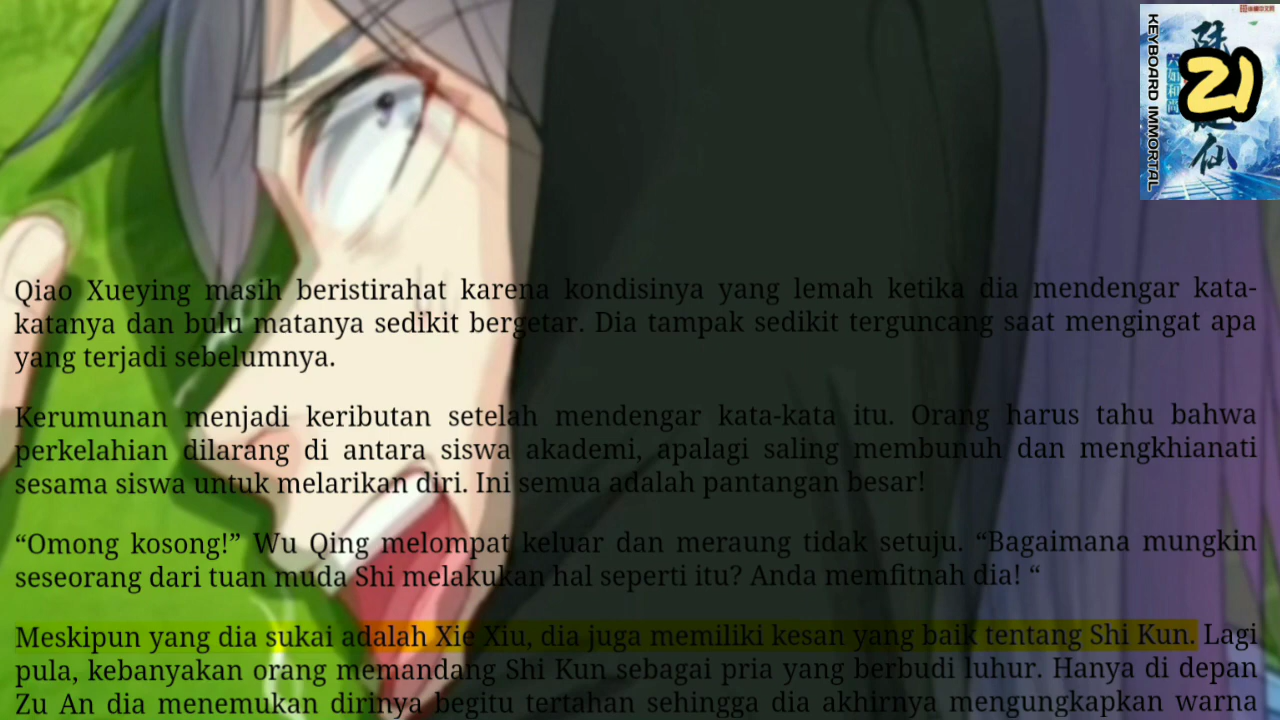 KEYBOARD IMMORTAL
21
仙
Qiao Xueying masih beristirahat karena kondisinya yang lemah ketika dia mendengar kata-
katanya dan bulu matanya sedikit bergetar. Dia tampak sedikit terguncang saat mengingat apa
yang terjadi sebelumnya.
Kerumunan menjadi keributan setelah mendengar kata-kata itu. Orang harus tahu bahwa
perkelahian dilarang di antara siswa akademi, apalagi saling membunuh dan mengkhianati
sesama siswa untuk melarikan diri. Ini semua adalah pantangan besar!
“Omong kosong!” Wu Qing melompat keluar dan meraung tidak setuju. “Bagaimana mungkin
seseorang dari tuan muda Shi melakukan hal seperti itu? Anda memfitnah dia! “
Meskipun yang dia sukai adalah Xie Xiu, dia juga memiliki kesan yang baik tentang Shi Kun. Lagi
pula, kebanyakan orang memandang Shi Kun sebagai pria yang berbudi luhur. Hanya di depan
Zu An dia menemukan dirinya begitu tertahan sehingga dia akhirnya mengungkapkan warna